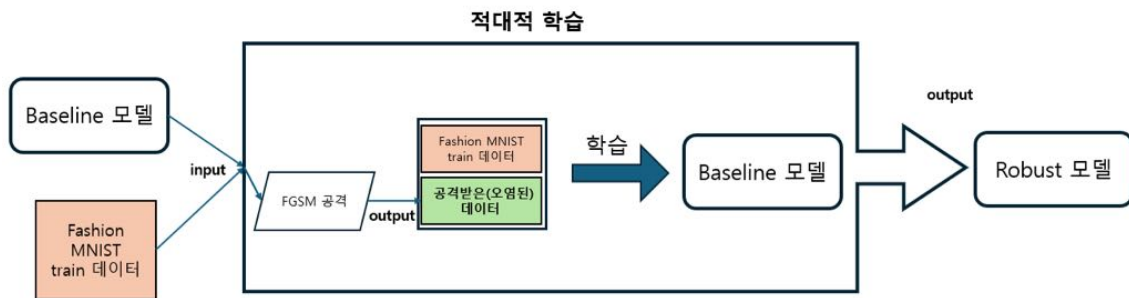 적대적 학습
Baseline 모델
input
Fashion
MNIST
train 데이터
FGSM 공격
output
Fashion MNIST
train 데이터
공격받은(오염된)
데이터
학습
Baseline 모델
output
Robust 모델